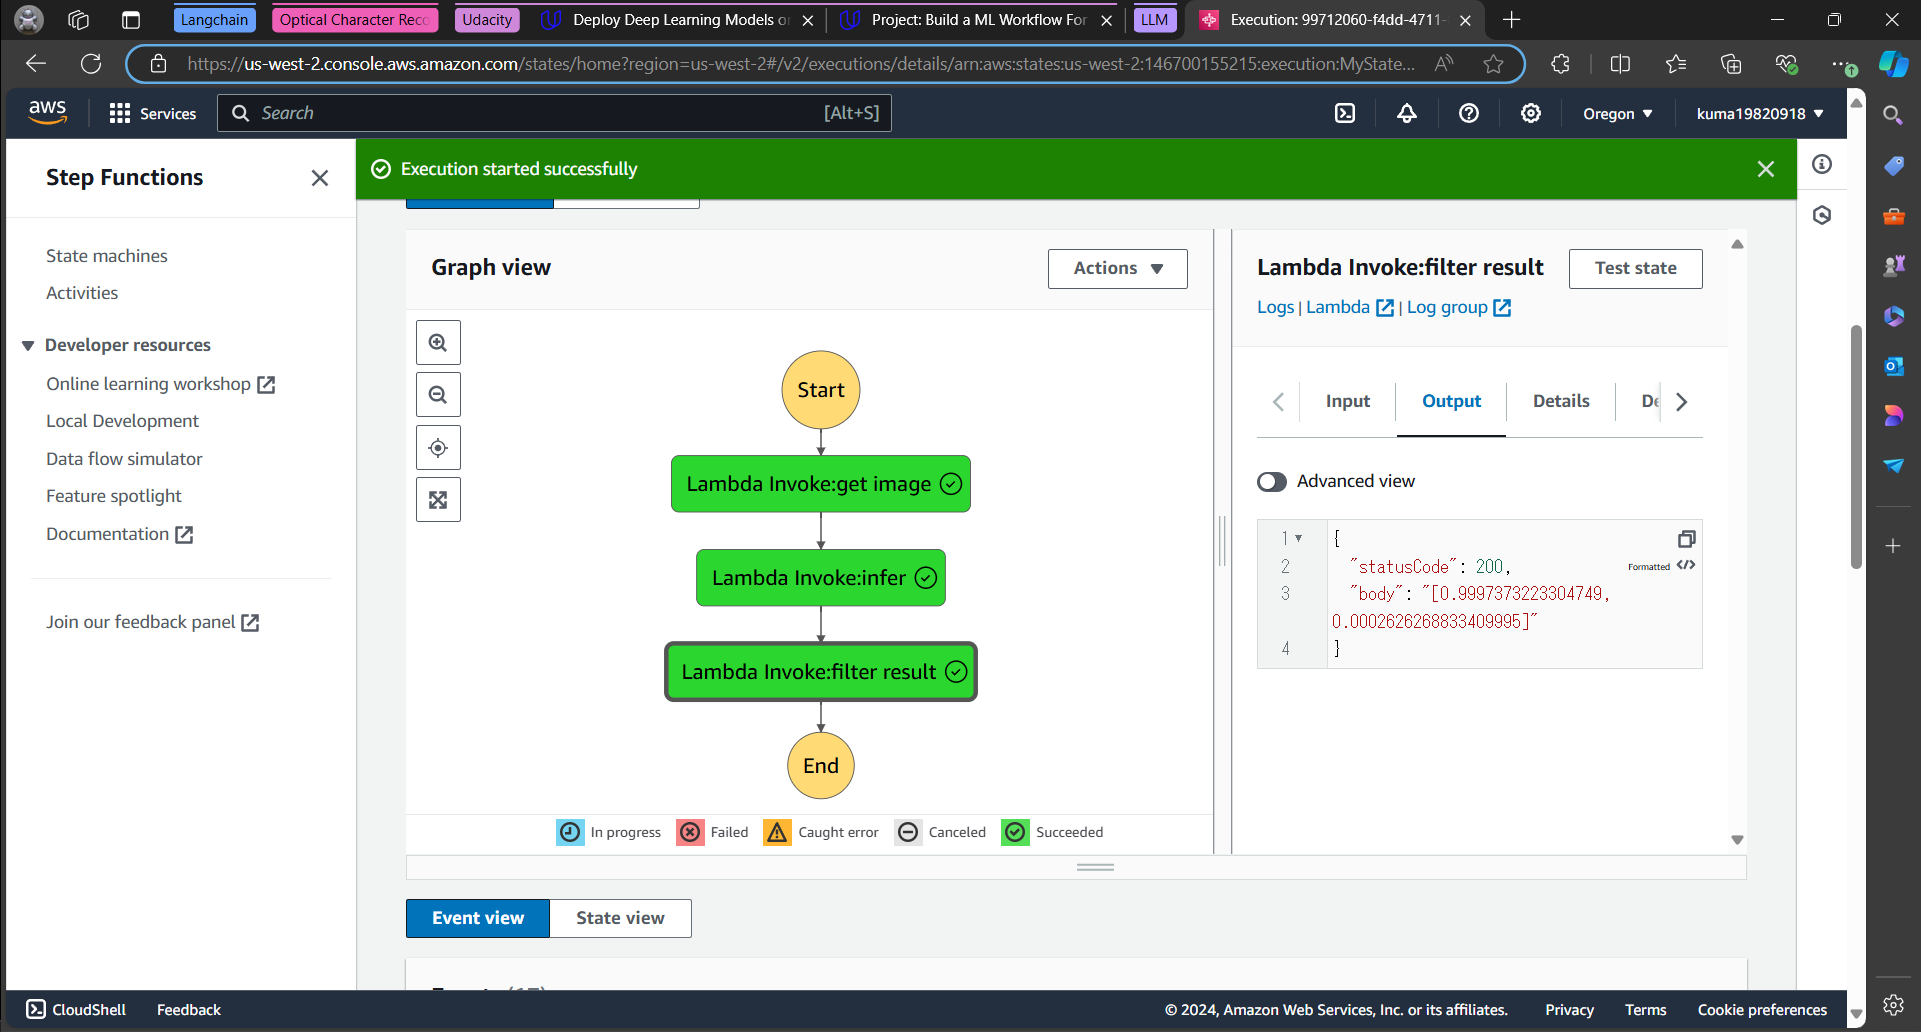 Langchain
Optical Character Reco
Udacity
Deploy Deep Learning Models o
Project: Build a ML Workflow For
LLM
Execution: 99712060-f4dd-4711-
https://us-west-2.console.aws.amazon.com/states/home?region=us-west-2#/v2/executions/details/arn:aws:states:us-west-2:146700155215:execution:MyState...
aws
Services
Search
[Alt+S]
Oregon
kuma19820918
Step Functions
Execution started successfully
State machines
Activities
Developer resources
Online learning workshop
Local Development
Data flow simulator
Feature spotlight
Documentation
Join our feedback panel
Graph view
Actions
Start
Lambda Invoke:get image
Lambda Invoke:infer
Lambda Invoke:filter result
End
In progress
Failed
Caught error
Canceled
Succeeded
Lambda Invoke:filter result
Test state
Logs | Lambda | Log group
Input
Output
Details
De
Advanced view
1 {
2 "statusCode": 200,
Formatted
3 "body": "[0.9997373223304749,
0.0002626268833409995]"
4 }
Event view
State view
CloudShell
Feedback
© 2024, Amazon Web Services, Inc. or its affiliates.
Privacy
Terms
Cookie preferences